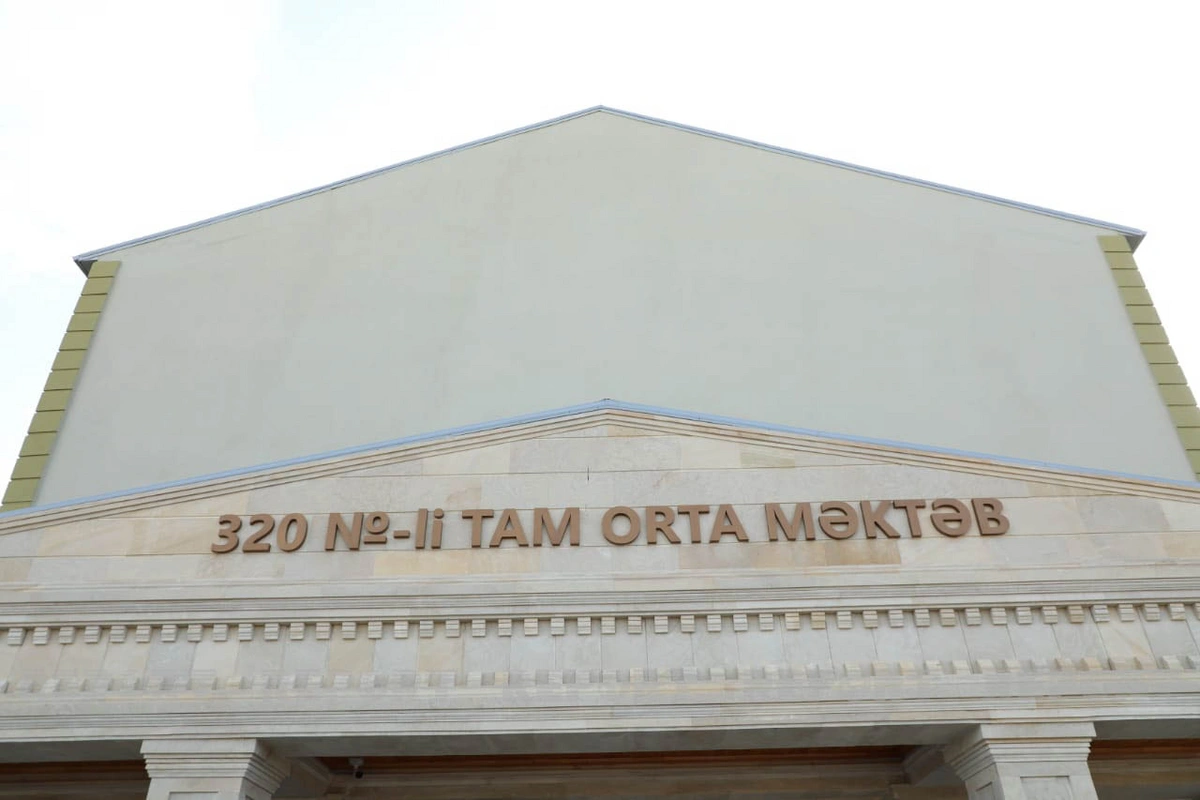 320 №-li TAM ORTA MƏKTƏB